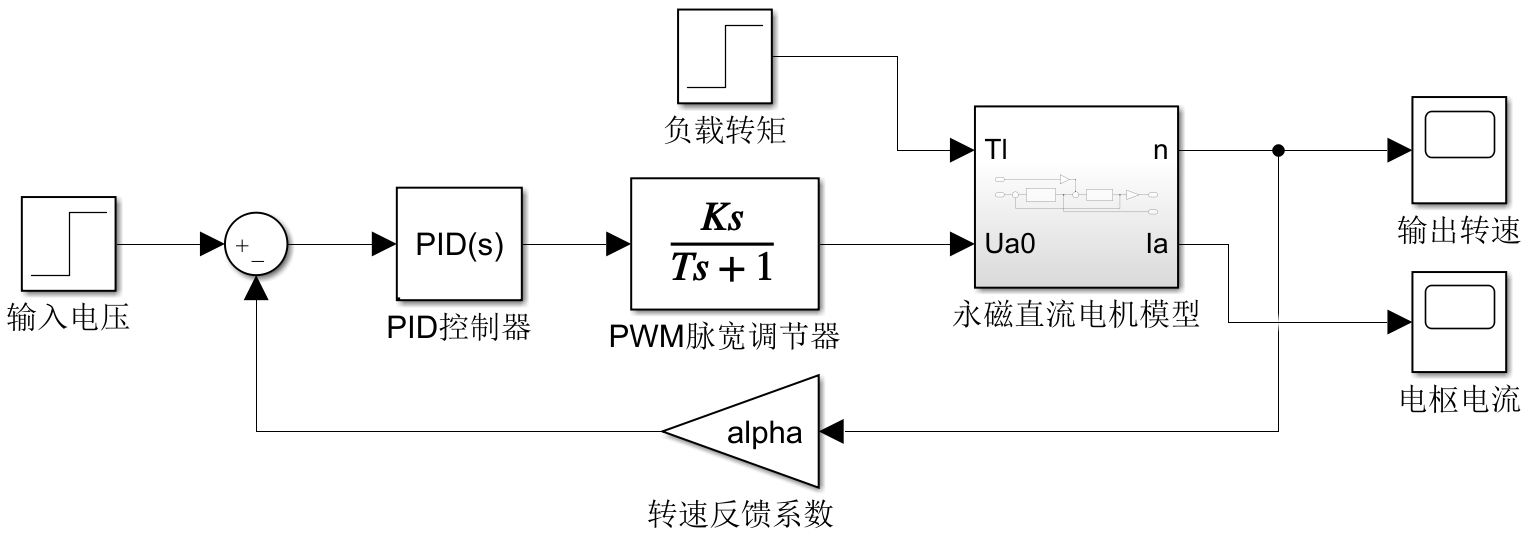 负载转矩
Tl
n
输出转速
+
−
PID(s)
Ks
Ts + 1
Ua0
Ia
输入电压
PID控制器
PWM脉宽调节器
永磁直流电机模型
电枢电流
alpha
转速反馈系数